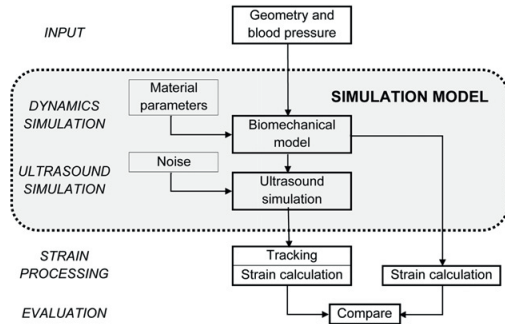 INPUT
Geometry and
blood pressure
SIMULATION MODEL
DYNAMICS
SIMULATION
Material
parameters
Biomechanical
model
ULTRASOUND
SIMULATION
Noise
Ultrasound
simulation
STRAIN
PROCESSING
Tracking
Strain calculation
Strain calculation
EVALUATION
Compare